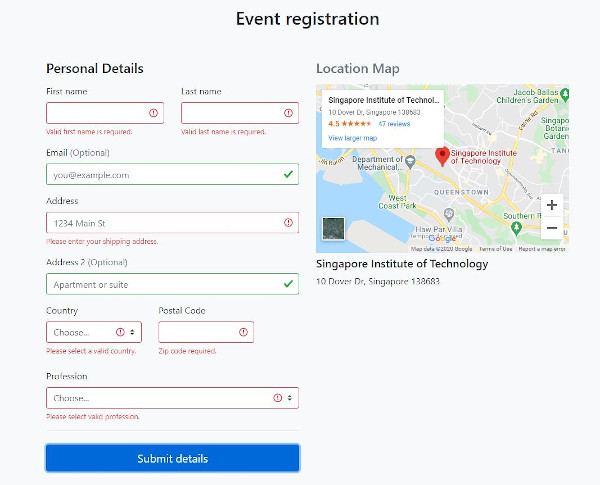 Event registration
Personal Details
First name
Last name
Valid first name is required.
Valid last name is required.
Email (Optional)
you@example.com
Address
1234 Main St
Please enter your shipping address.
Address 2 (Optional)
Apartment or suite
Country
Postal Code
Choose...
Please select a valid country.
Zip code required.
Profession
Choose...
Please select valid profession.
Submit details
Location Map
Singapore Institute of Technol...
10 Dover Dr, Singapore 138683
4.5 ★★★★★ 47 reviews
View larger map
Jacob Ballas
Children's Garden
Singapo
Botani
Garden
Singapore Institute
of Technology
TAN
Department of
Mechanical...
QUEENSTOWN
West
Coast Park
Southern Ri
Haw Par Villa
Google
Map data ©2020 Google
Terms of Use
Report a map error
Singapore Institute of Technology
10 Dover Dr, Singapore 138683